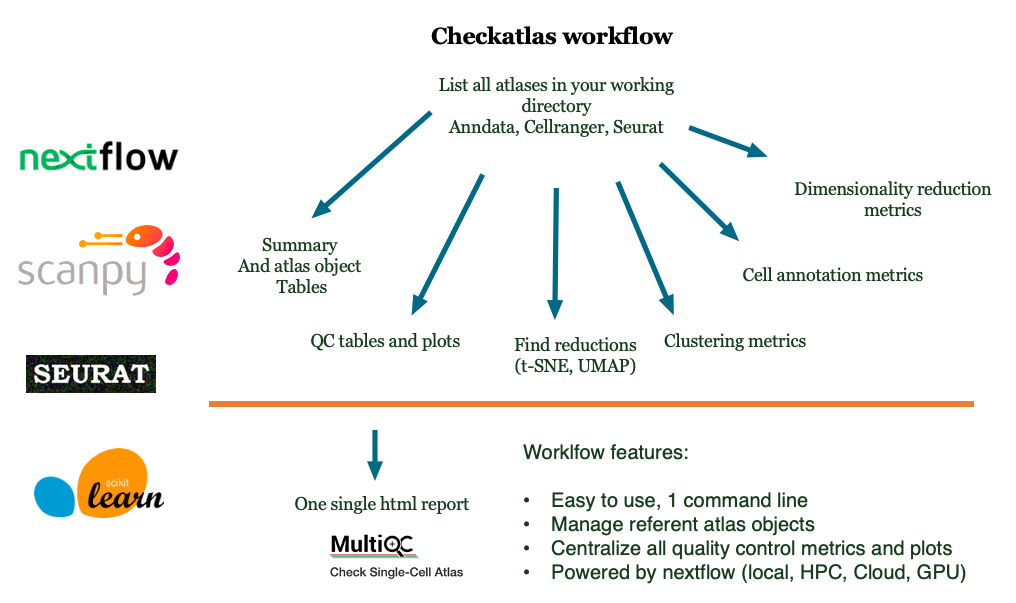 Checkatlas workflow
List all atlases in your working
directory
Anndata, Cellranger, Seurat
nextflow
scanpy
SEURAT
scikit
learn
Summary
And atlas object
Tables
QC tables and plots
Find reductions
(t-SNE, UMAP)
Clustering metrics
Cell annotation metrics
Dimensionality reduction
metrics
One single html report
MultiQC
Check Single-Cell Atlas
Worklfow features:
• Easy to use, 1 command line
• Manage referent atlas objects
• Centralize all quality control metrics and plots
• Powered by nextflow (local, HPC, Cloud, GPU)